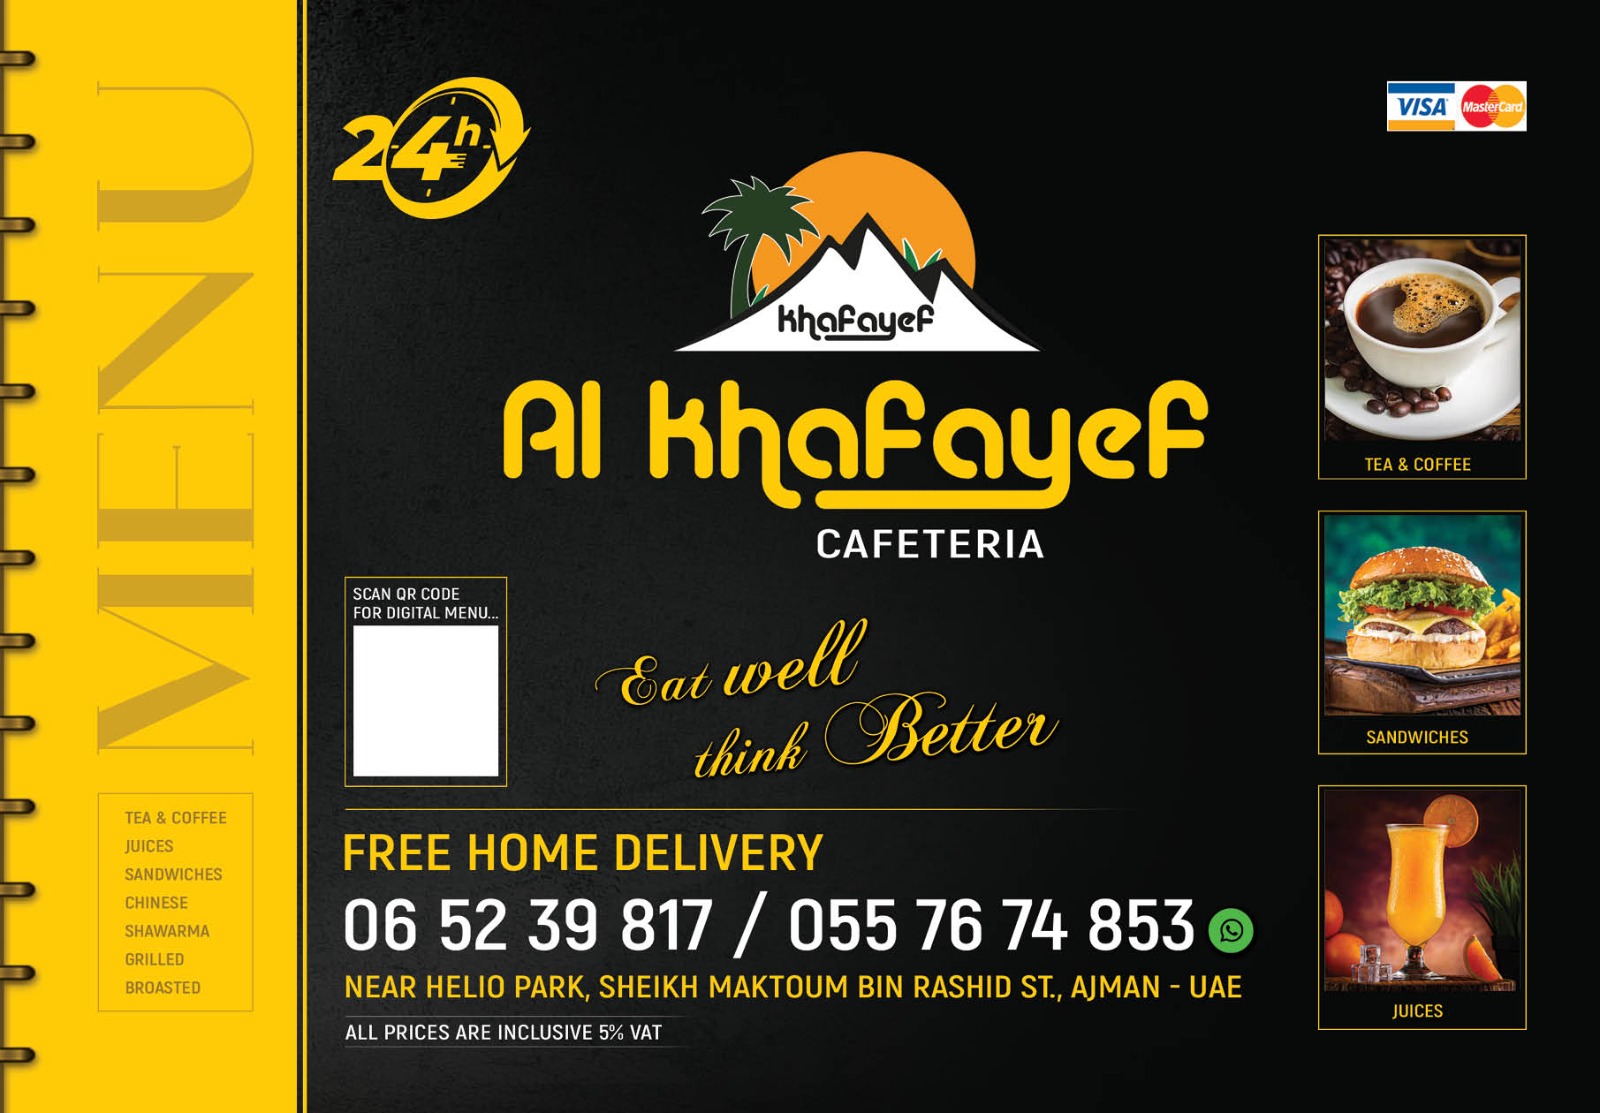 MENU
TEA & COFFEE
JUICES
SANDWICHES
CHINESE
SHAWARMA
GRILLED
BROASTED
24h
VISA MasterCard
khafayef
Al Khafayef
CAFETERIA
SCAN QR CODE
FOR DIGITAL MENU...
Eat well
think Better
FREE HOME DELIVERY
06 52 39 817 / 055 76 74 853
NEAR HELIO PARK, SHEIKH MAKTOUM BIN RASHID ST., AJMAN - UAE
ALL PRICES ARE INCLUSIVE 5% VAT
TEA & COFFEE
SANDWICHES
JUICES